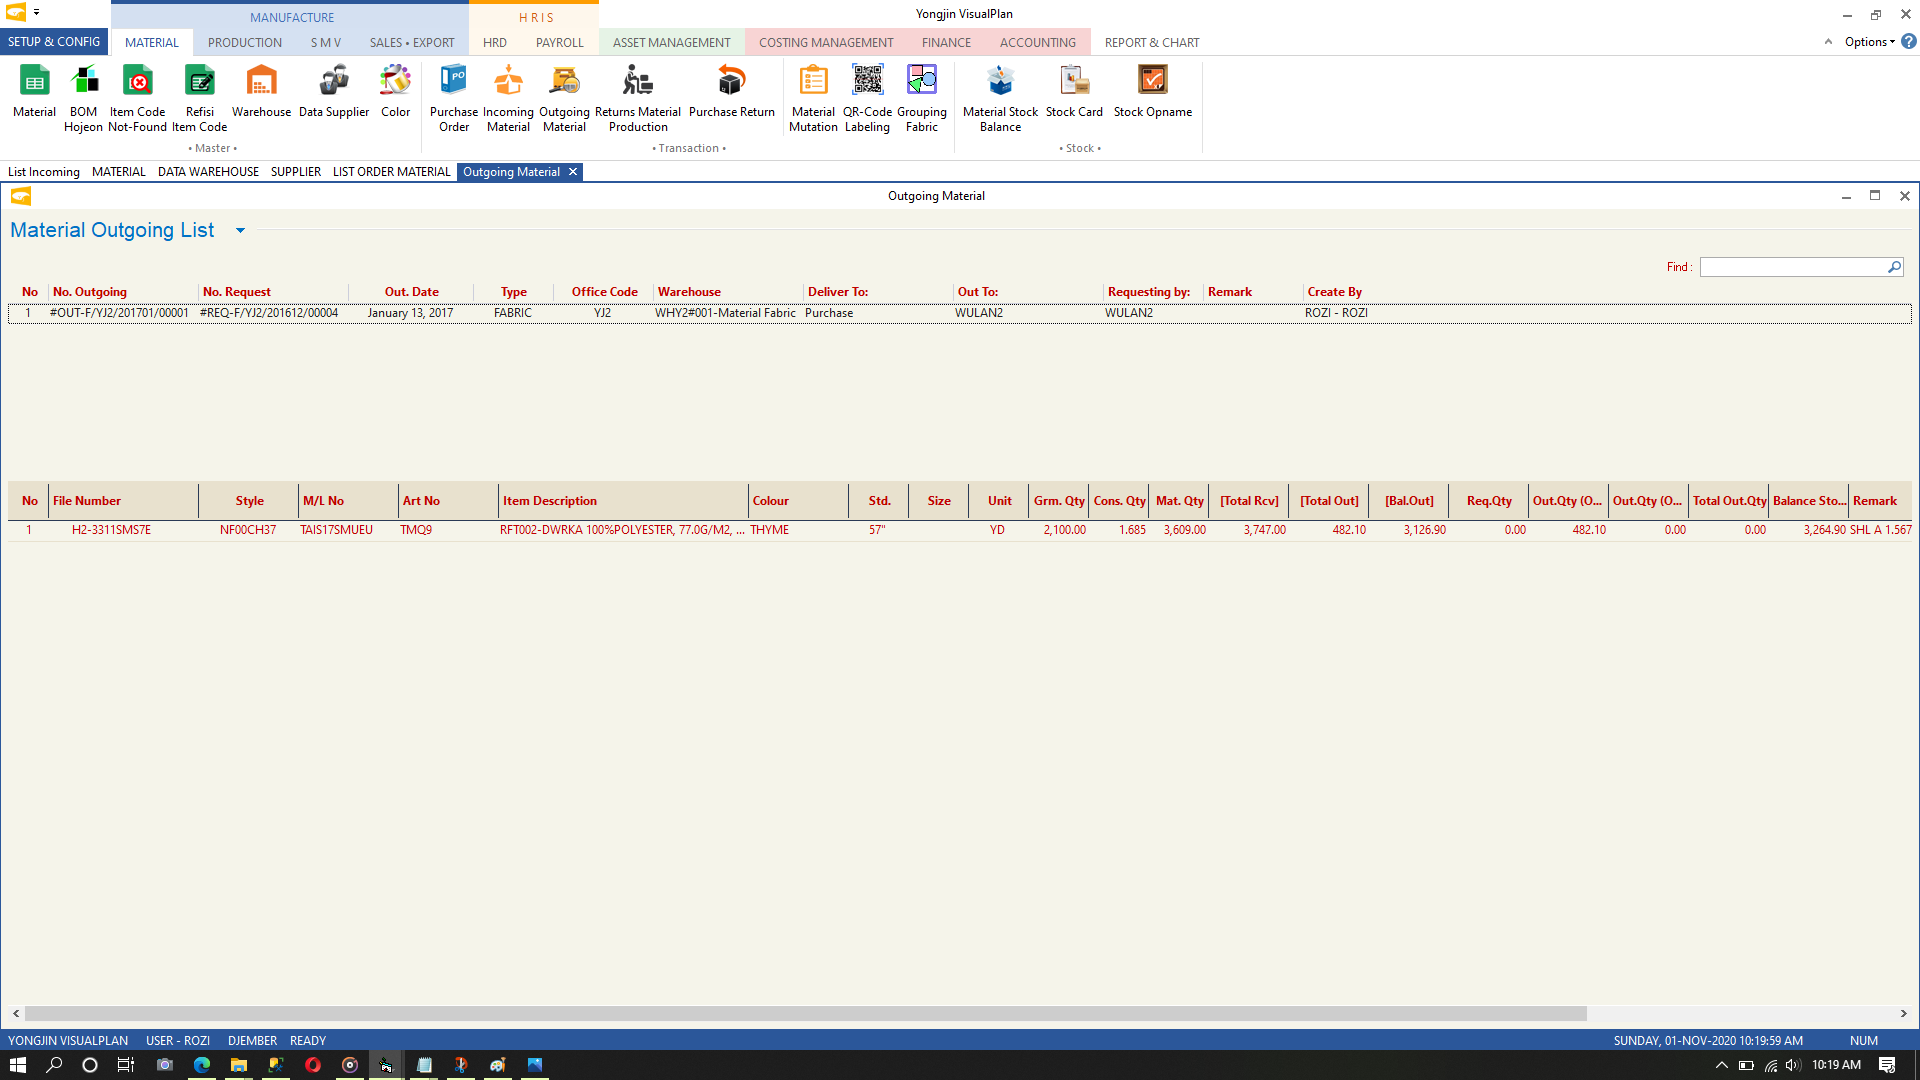 Yongjin VisualPlan
MANUFACTURE
H R I S
SETUP & CONFIG MATERIAL PRODUCTION S M V SALES • EXPORT HRD PAYROLL ASSET MANAGEMENT COSTING MANAGEMENT FINANCE ACCOUNTING REPORT & CHART Options
Material BOM Hojeon Item Code Not-Found Refisi Item Code Warehouse Data Supplier Color
• Master •
Purchase Order Incoming Material Outgoing Material Returns Material Production Purchase Return Material Mutation QR-Code Labeling Grouping Fabric
• Transaction •
Material Stock Balance Stock Card Stock Opname
• Stock •
List Incoming MATERIAL DATA WAREHOUSE SUPPLIER LIST ORDER MATERIAL Outgoing Material
Outgoing Material
Material Outgoing List
Find :
No No. Outgoing No. Request Out. Date Type Office Code Warehouse Deliver To: Out To: Requesting by: Remark Create By
1 #OUT-F/YJ2/201701/00001 #REQ-F/YJ2/201612/00004 January 13, 2017 FABRIC YJ2 WHY2#001-Material Fabric Purchase WULAN2 WULAN2 ROZI - ROZI
No File Number Style M/L No Art No Item Description Colour Std. Size Unit Grm. Qty Cons. Qty Mat. Qty [Total Rcv] [Total Out] [Bal.Out] Req.Qty Out.Qty (O... Out.Qty (O... Total Out.Qty Balance Sto... Remark
1 H2-3311SMS7E NF00CH37 TAIS17SMUEU TMQ9 RFT002-DWRKA 100%POLYESTER, 77.0G/M2, ... THYME 57" YD 2,100.00 1.685 3,609.00 3,747.00 482.10 3,126.90 0.00 482.10 0.00 0.00 3,264.90 SHL A 1.567
YONGJIN VISUALPLAN USER - ROZI DJEMBER READY SUNDAY, 01-NOV-2020 10:19:59 AM NUM
10:19 AM